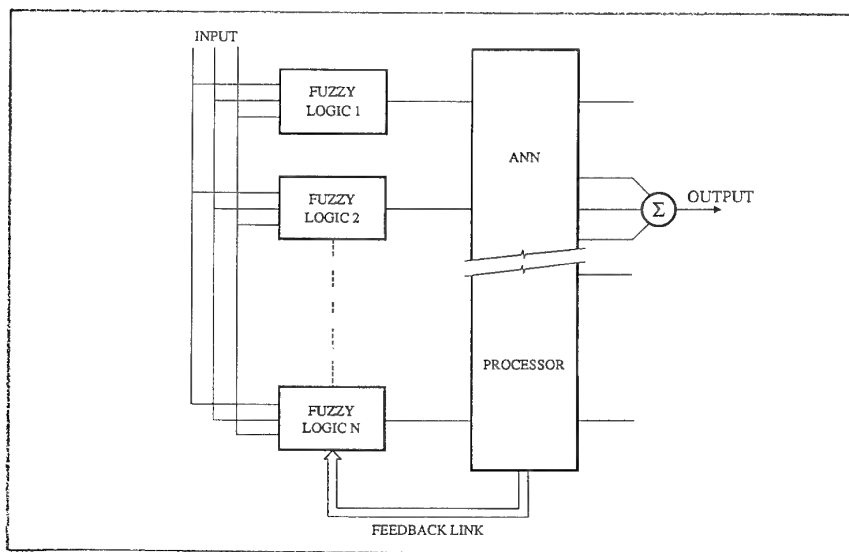 INPUT
FUZZY
LOGIC 1
ANN
FUZZY
LOGIC 2
Σ
OUTPUT
PROCESSOR
FUZZY
LOGIC N
FEEDBACK LINK